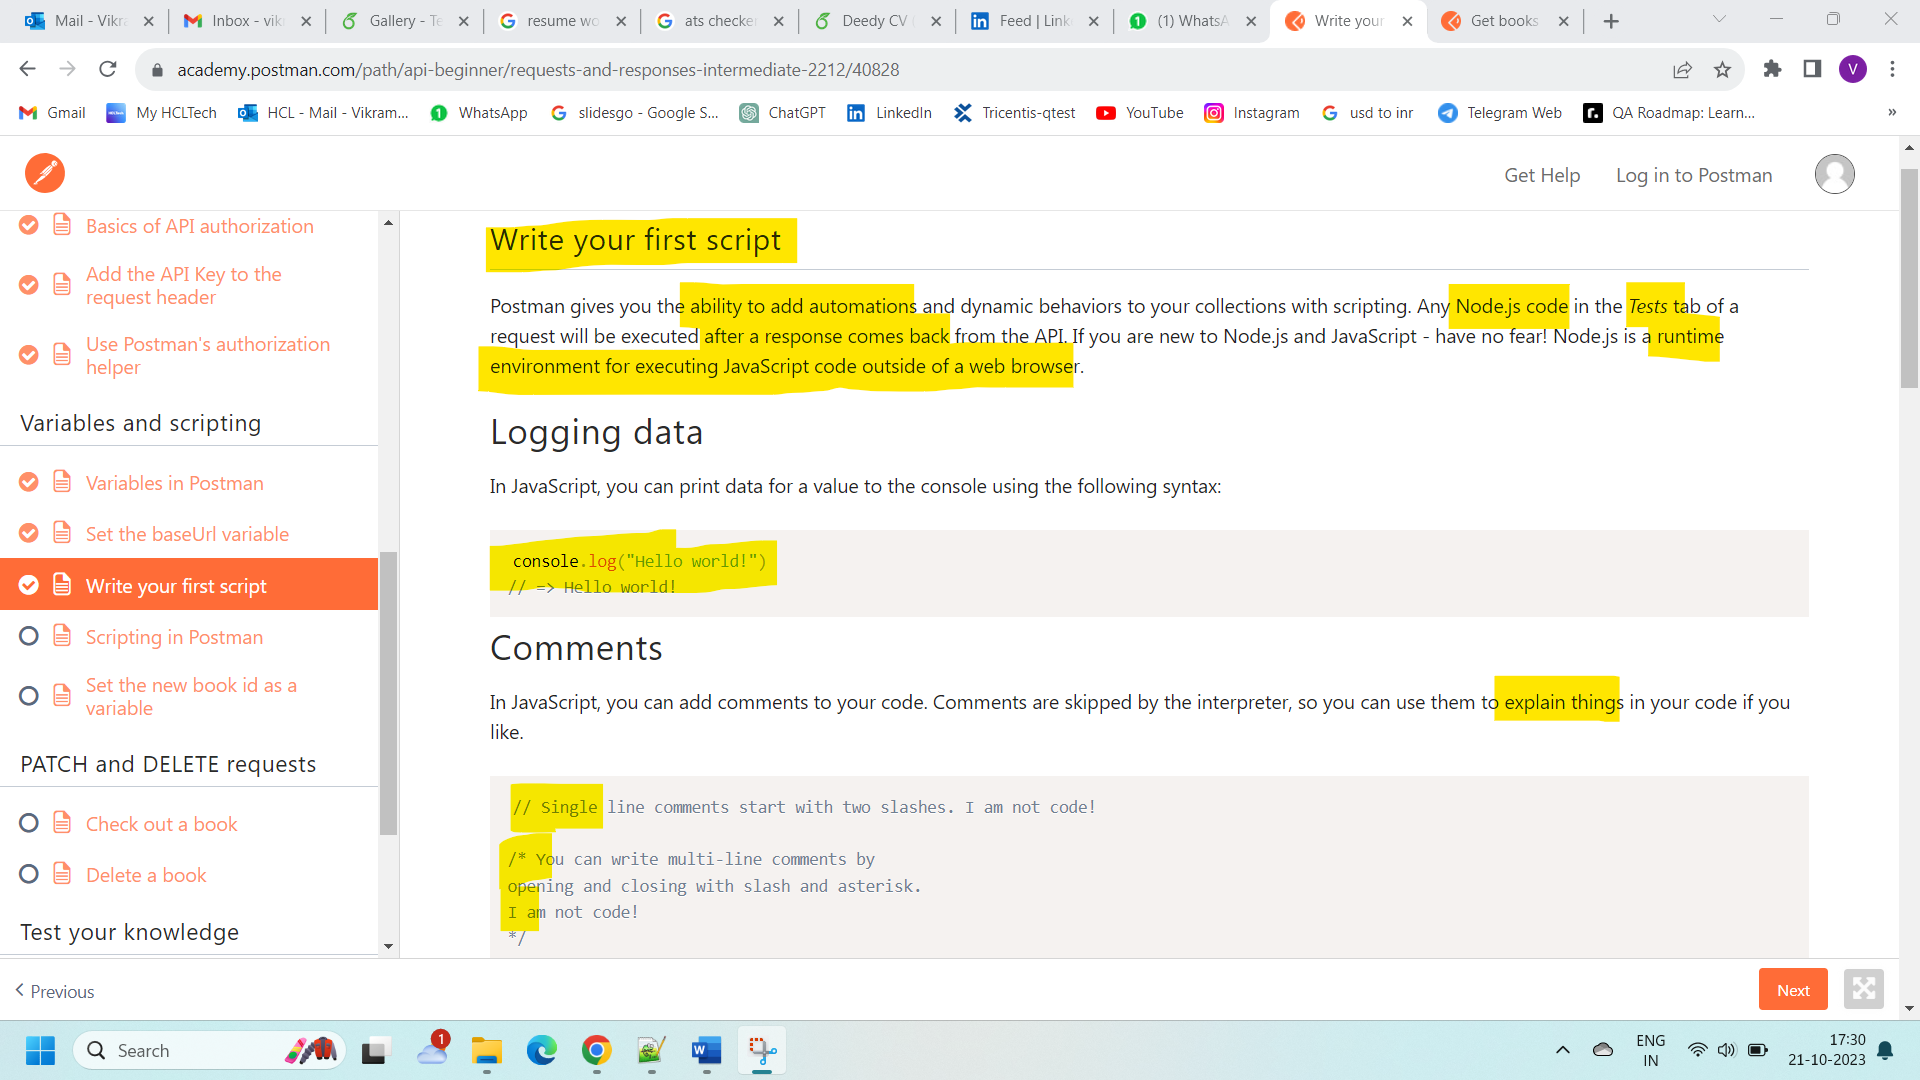 Mail - Vikra
Inbox - vik
Gallery - Te
resume wo
ats checke
Deedy CV
Feed | Link
(1) WhatsA
Write your
Get books
academy.postman.com/path/api-beginner/requests-and-responses-intermediate-2212/40828
V
Gmail
My HCLTech
HCL - Mail - Vikram...
WhatsApp
slidesgo - Google S...
ChatGPT
LinkedIn
Tricentis-qtest
YouTube
Instagram
usd to inr
Telegram Web
QA Roadmap: Learn...
»
Get Help
Log in to Postman
Basics of API authorization
Add the API Key to the
request header
Use Postman's authorization
helper
Variables and scripting
Variables in Postman
Set the baseUrl variable
Write your first script
Scripting in Postman
Set the new book id as a
variable
PATCH and DELETE requests
Check out a book
Delete a book
Test your knowledge
Write your first script
Postman gives you the ability to add automations and dynamic behaviors to your collections with scripting. Any Node.js code in the Tests tab of a
request will be executed after a response comes back from the API. If you are new to Node.js and JavaScript - have no fear! Node.js is a runtime
environment for executing JavaScript code outside of a web browser.
Logging data
In JavaScript, you can print data for a value to the console using the following syntax:
console.log("Hello world!")
// => Hello world!
Comments
In JavaScript, you can add comments to your code. Comments are skipped by the interpreter, so you can use them to explain things in your code if you
like.
// Single line comments start with two slashes. I am not code!
/* You can write multi-line comments by
opening and closing with slash and asterisk.
I am not code!
*/
Previous
Next
Search
1
ENG
IN
17:30
21-10-2023